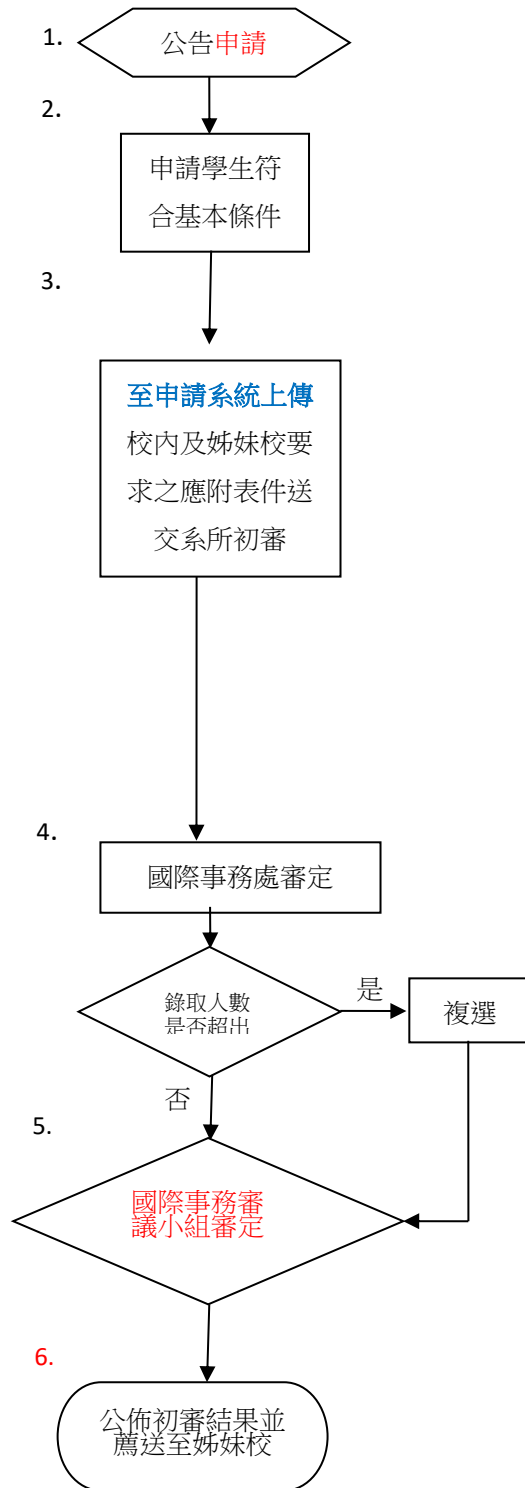 1.
公告申請
2.
申請學生符
合基本條件
3.
至申請系統上傳
校內及姊妹校要
求之應附表件送
交系所初審
4.
國際事務處審定
錄取人數
是否超出
是
複選
否
5.
國際事務審
議小組審定
6.
公佈初審結果並
薦送至姊妹校